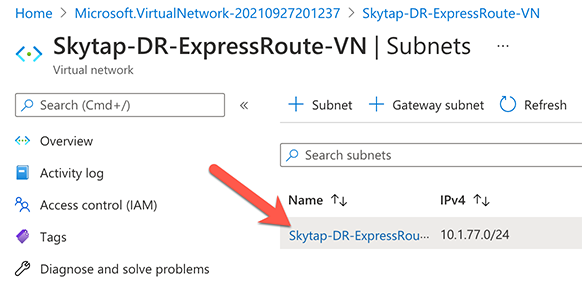 Home > Microsoft.VirtualNetwork-20210927201237 > Skytap-DR-ExpressRoute-VN
Skytap-DR-ExpressRoute-VN | Subnets ...
Virtual network
Search (Cmd+/) «
Overview
Activity log
Access control (IAM)
Tags
Diagnose and solve problems
+ Subnet + Gateway subnet Refresh
Search subnets
Name ↑↓ IPv4 ↑↓
Skytap-DR-ExpressRou... 10.1.77.0/24